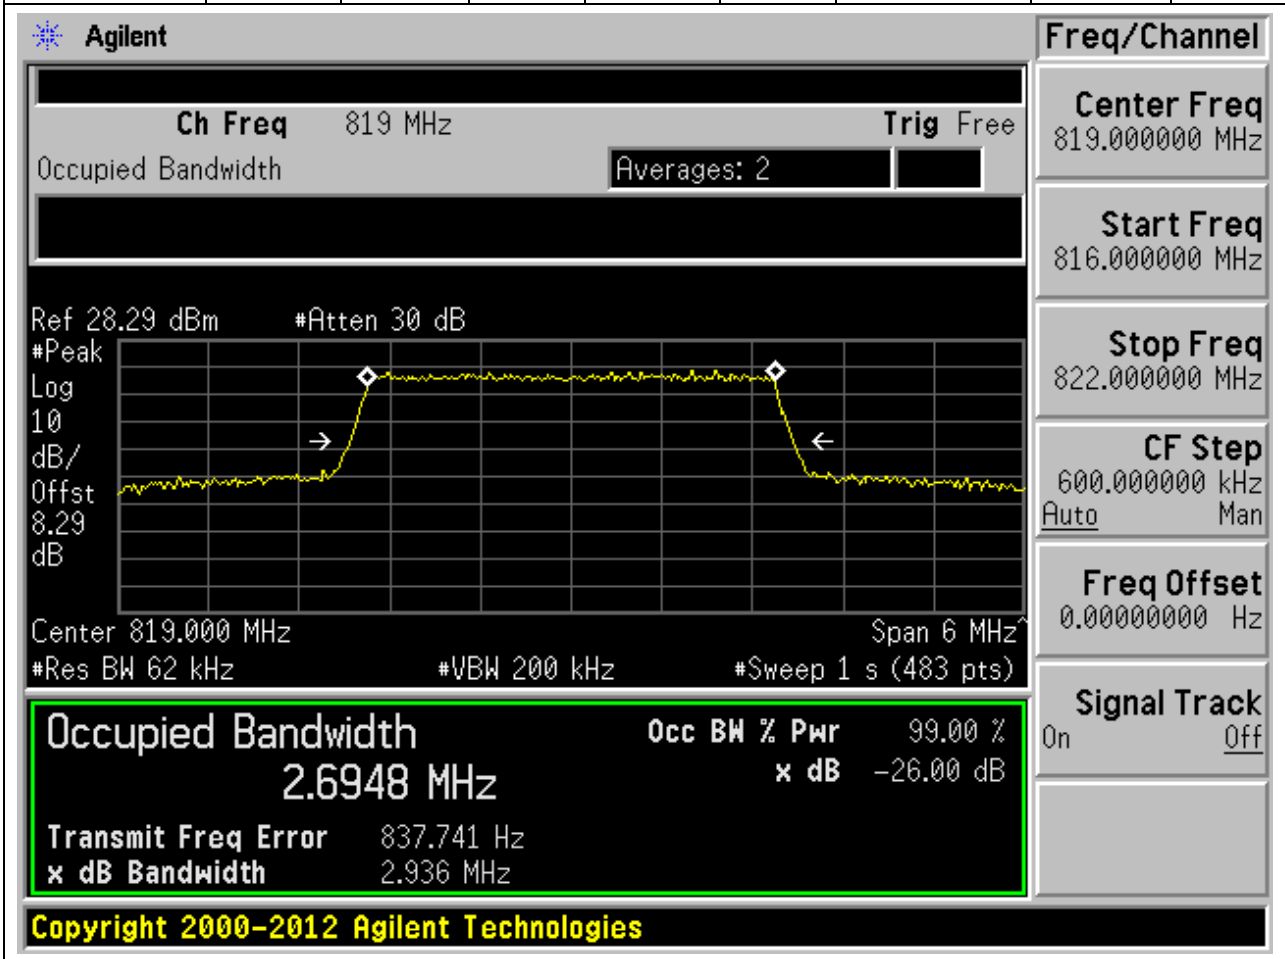 Agilent
Freq/Channel
Ch Freq 819 MHz Trig Free
Occupied Bandwidth Averages: 2
Center Freq
819.000000 MHz
Start Freq
816.000000 MHz
Stop Freq
822.000000 MHz
CF Step
600.000000 kHz
Auto Man
Freq Offset
0.00000000 Hz
Signal Track
On Off
Ref 28.29 dBm #Atten 30 dB
#Peak
Log
10
dB/
Offst
8.29
dB
Center 819.000 MHz Span 6 MHz^
#Res BW 62 kHz #VBW 200 kHz #Sweep 1 s (483 pts)
Occupied Bandwidth Occ BW % Pwr 99.00 %
2.6948 MHz x dB -26.00 dB
Transmit Freq Error 837.741 Hz
x dB Bandwidth 2.936 MHz
Copyright 2000-2012 Agilent Technologies